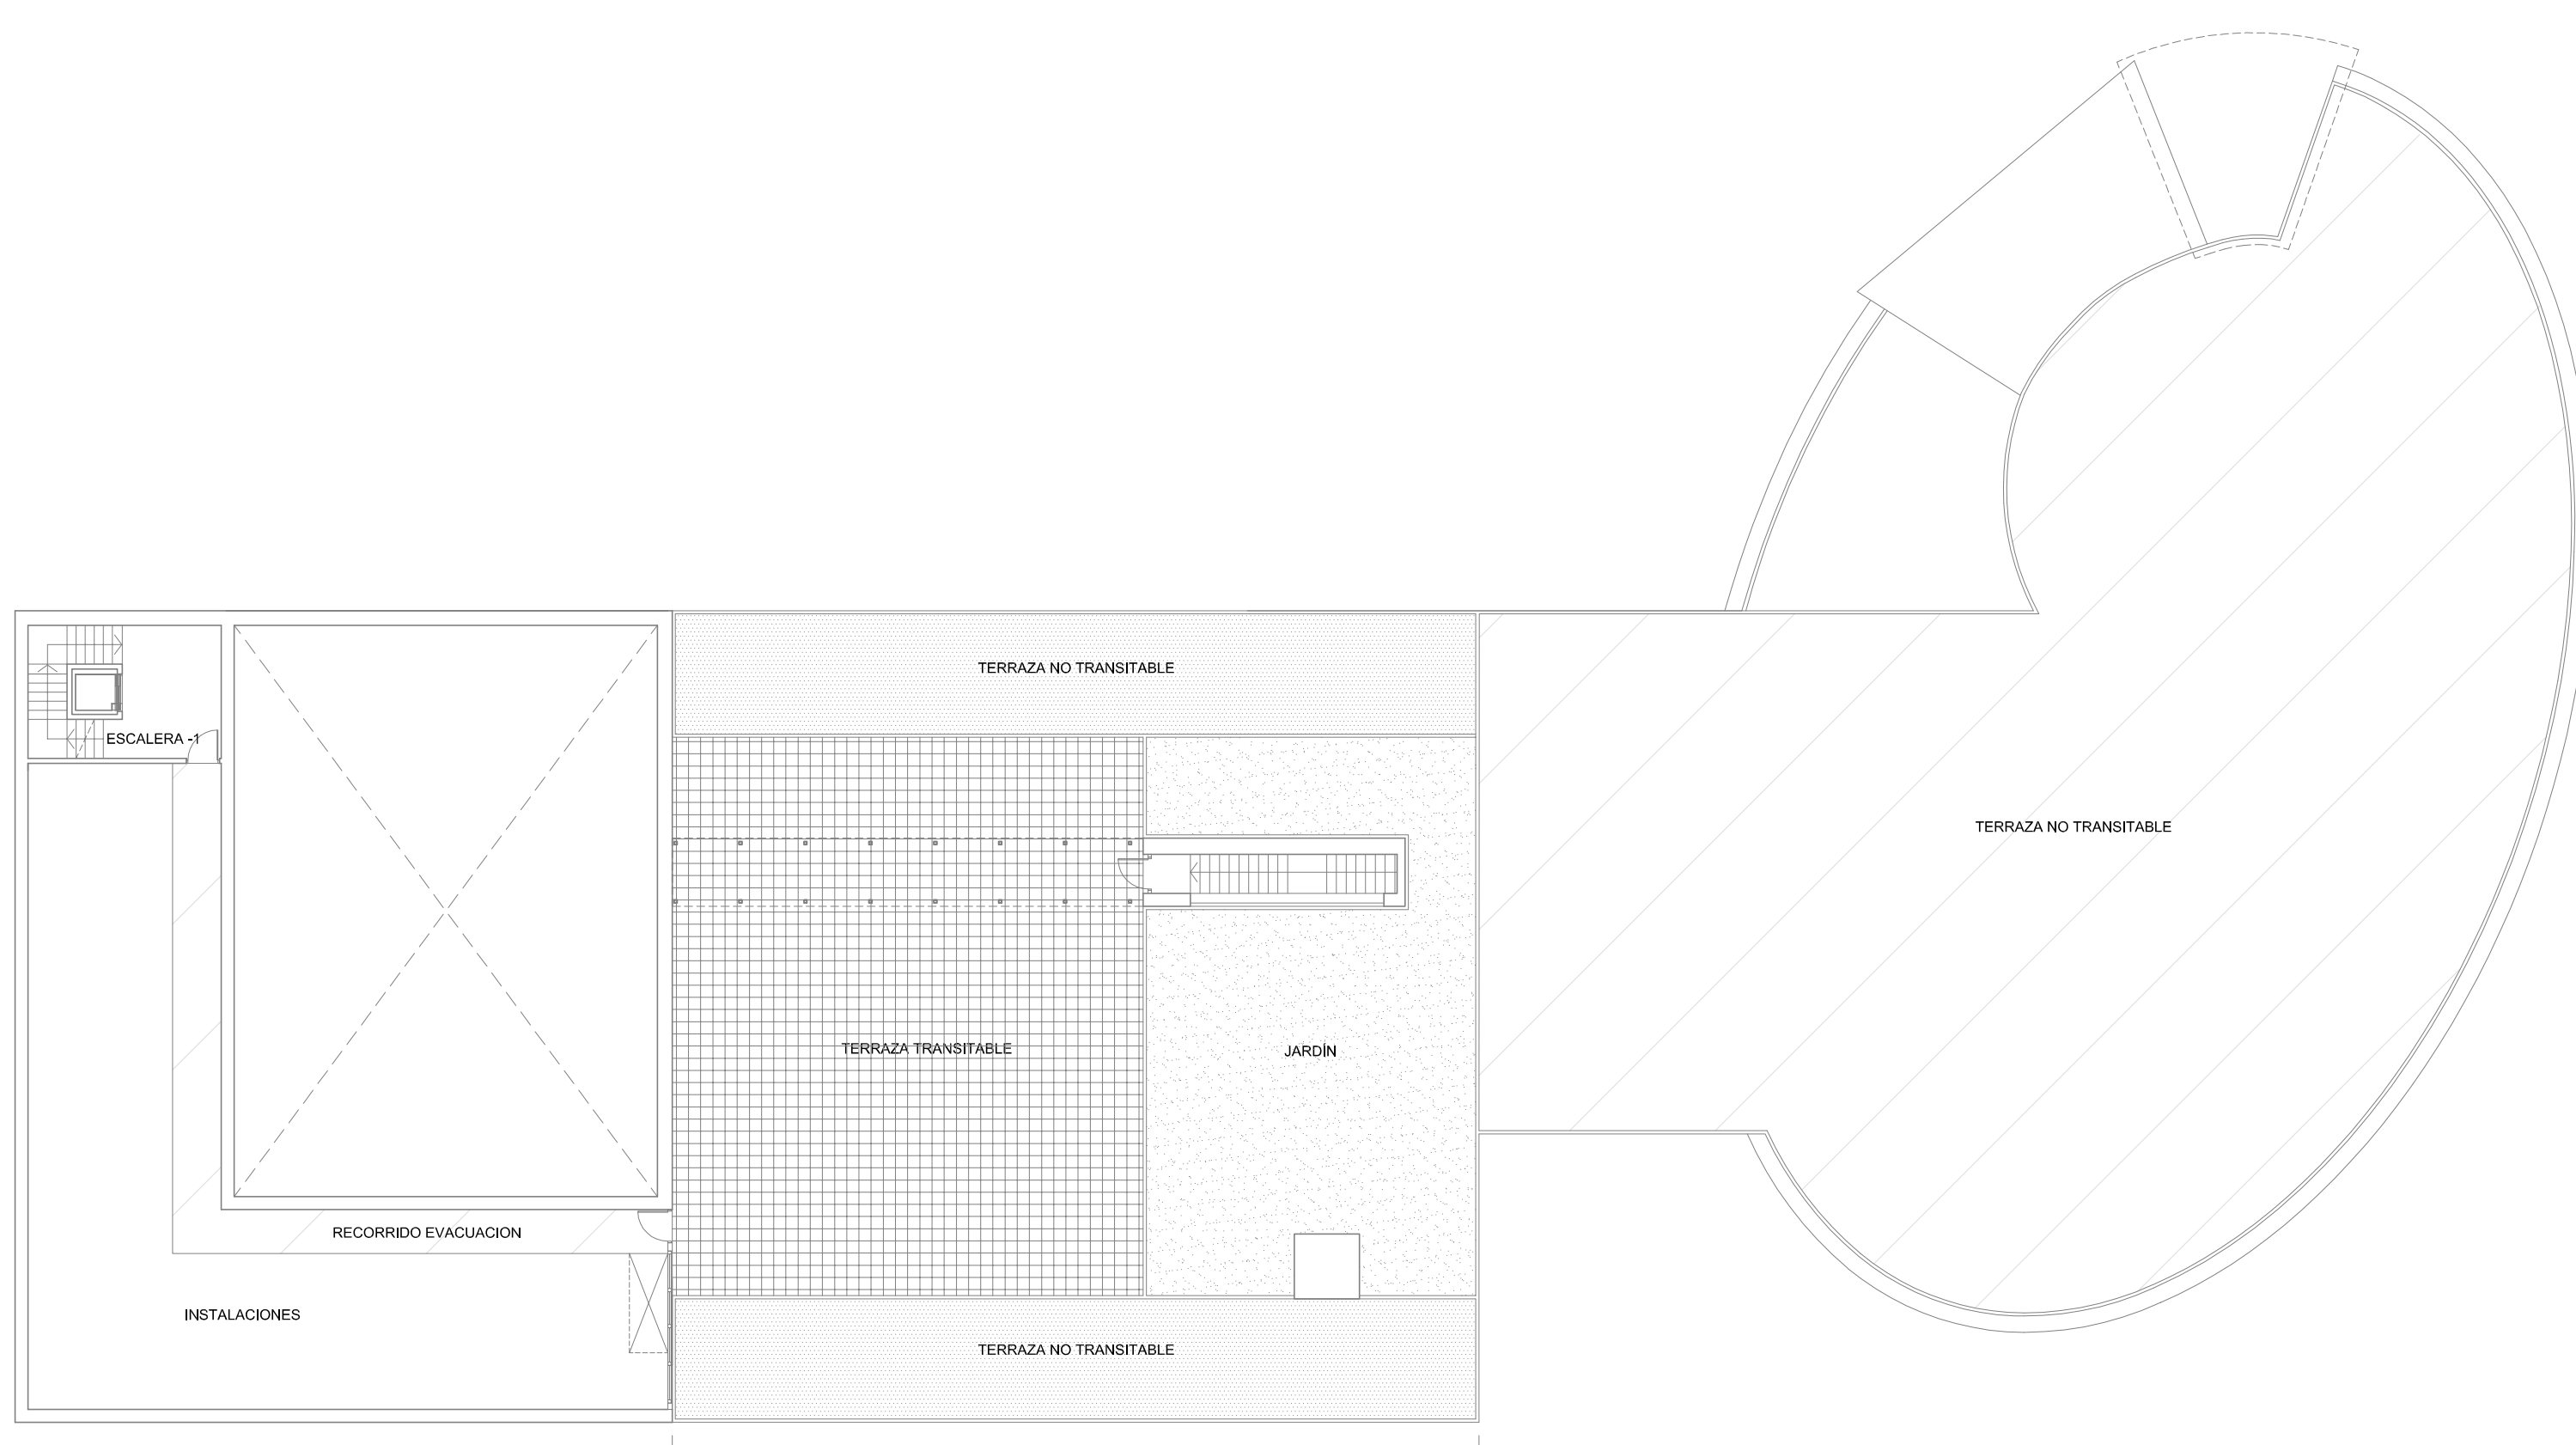 TERRAZA NO TRANSITABLE
ESCALERA -1
TERRAZA NO TRANSITABLE
TERRAZA TRANSITABLE
JARDÍN
RECORRIDO EVACUACION
INSTALACIONES
TERRAZA NO TRANSITABLE